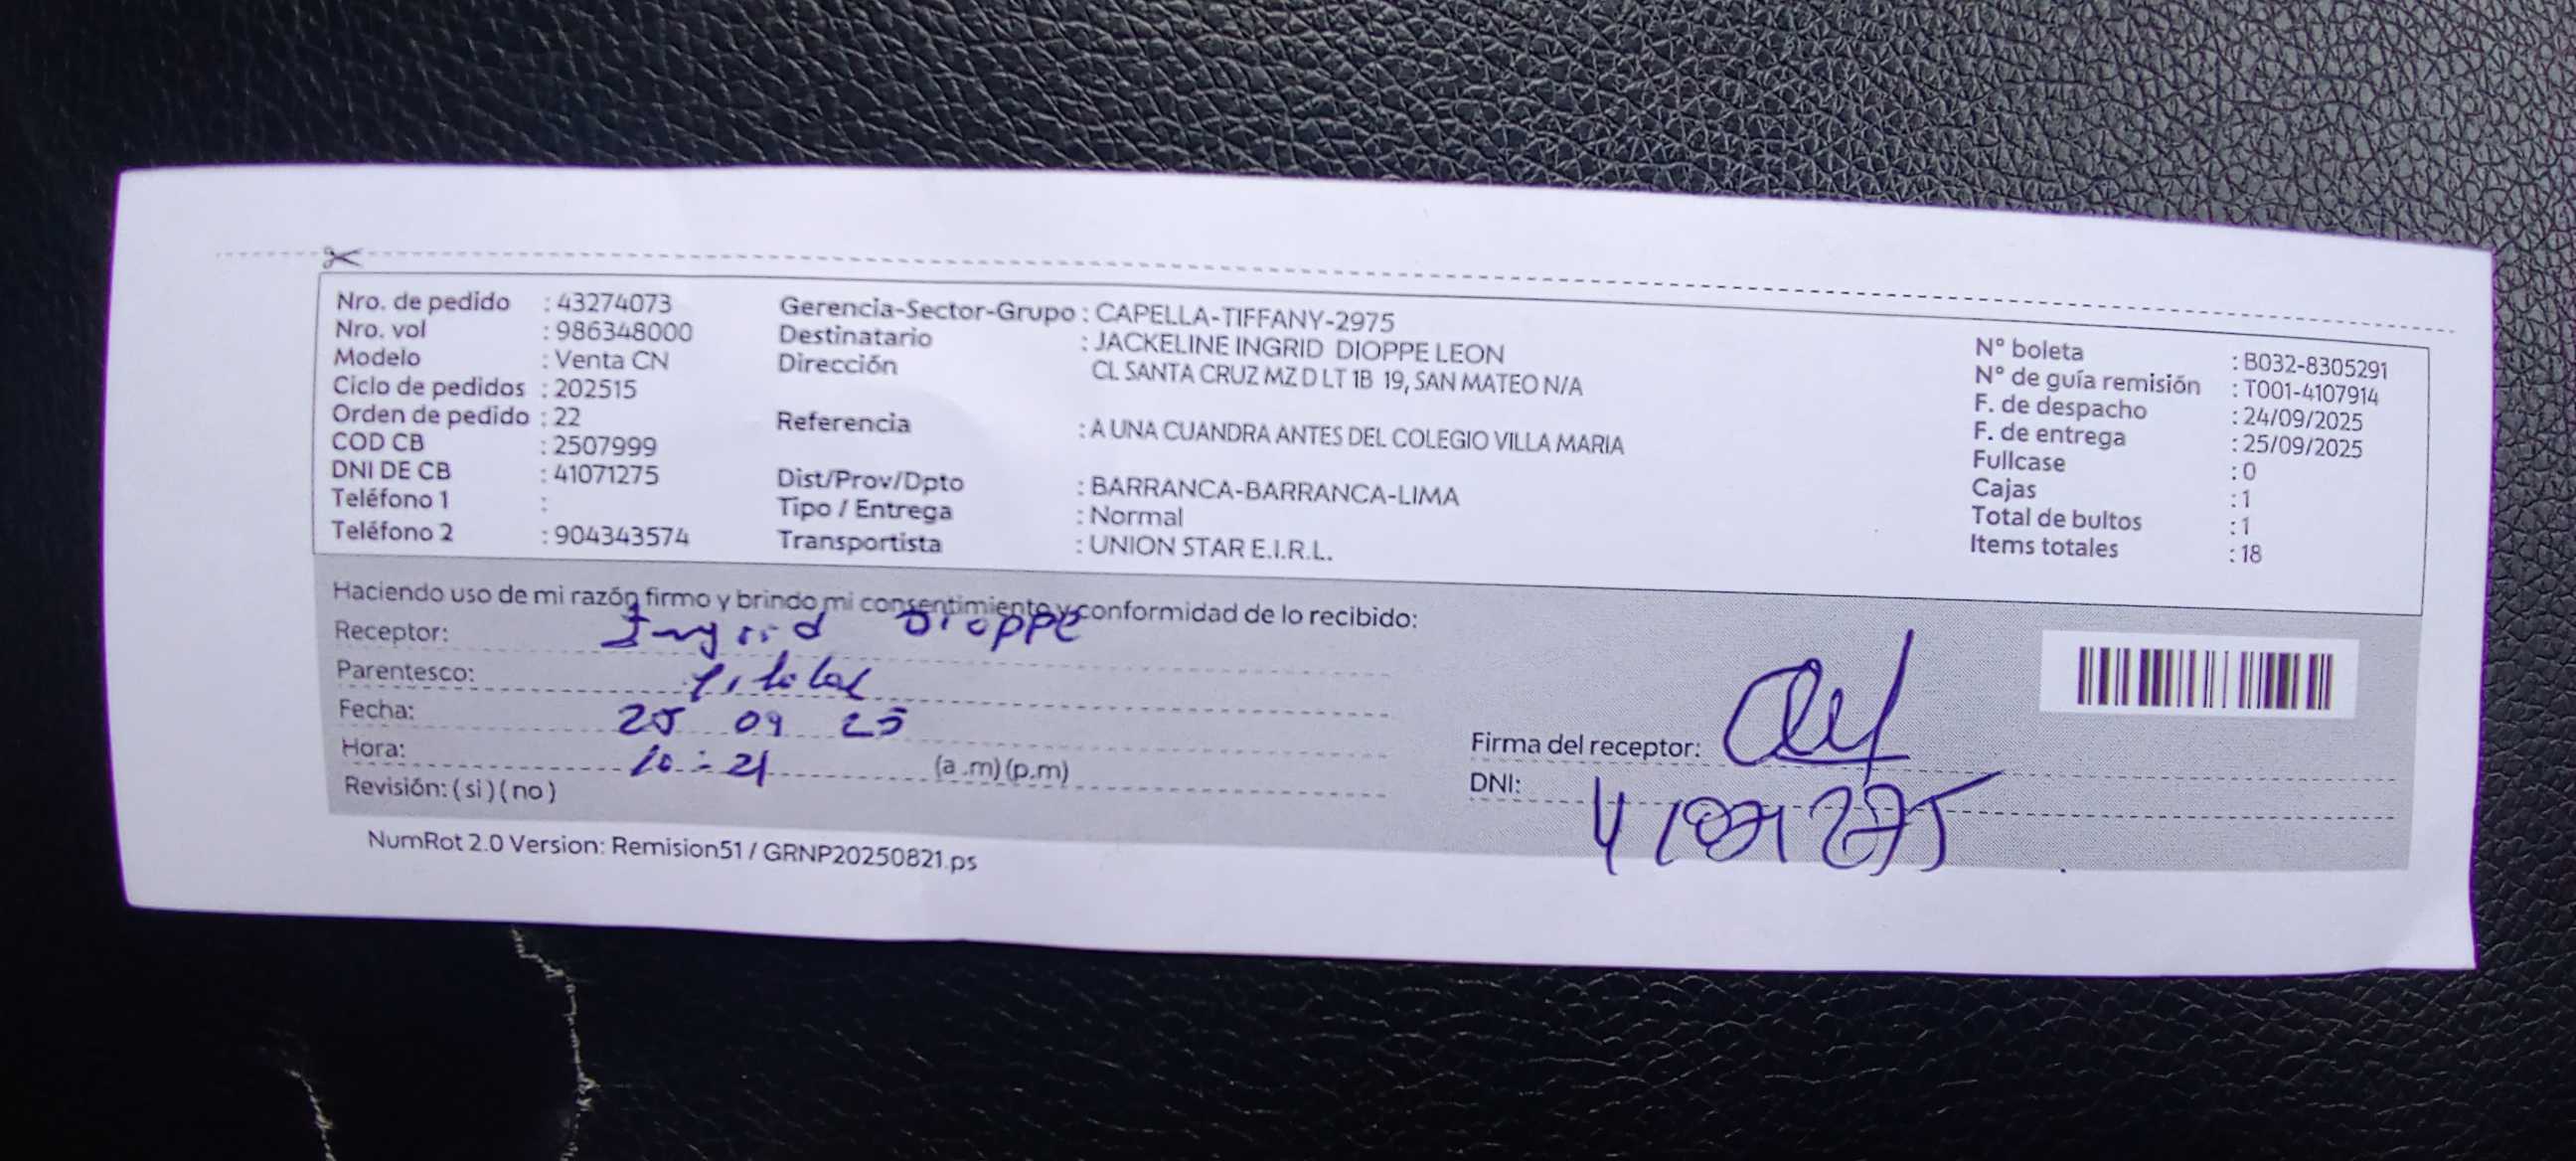 Nro. de pedido : 43274073
Nro. vol : 986348000
Modelo : Venta CN
Ciclo de pedidos : 202515
Orden de pedido : 22
COD CB : 2507999
DNI DE CB : 41071275
Teléfono 1 :
Teléfono 2 : 904343574
Gerencia-Sector-Grupo : CAPELLA-TIFFANY-2975
Destinatario : JACKELINE INGRID DIOPPE LEON
Dirección CL SANTA CRUZ MZ D LT 1B 19, SAN MATEO N/A
Referencia : A UNA CUANDRA ANTES DEL COLEGIO VILLA MARIA
Dist/Prov/Dpto : BARRANCA-BARRANCA-LIMA
Tipo / Entrega : Normal
Transportista : UNION STAR E.I.R.L.
N° boleta : B032-8305291
N° de guía remisión : T001-4107914
F. de despacho : 24/09/2025
F. de entrega : 25/09/2025
Fullcase : 0
Cajas : 1
Total de bultos : 1
Items totales : 18
Haciendo uso de mi razón firmo y brindo mi consentimiento y conformidad de lo recibido:
Receptor: Ingrid Dioppe
Parentesco: titular
Fecha: 25 09 25
Hora: 10:21 (a.m) (p.m)
Revisión: (si) (no)
Firma del receptor:
DNI: 41071275
NumRot 2.0 Version: Remision51 / GRNP20250821.ps